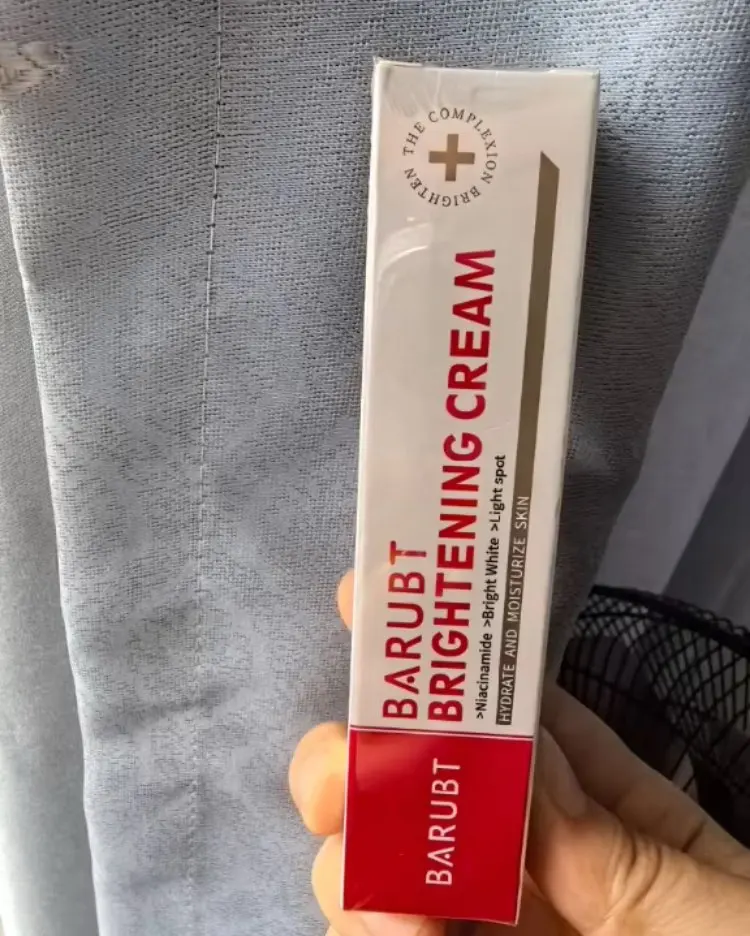 BRIGHTEN THE COMPLEXION
BARUBT
BRIGHTENING CREAM
>Niacinamide >Bright White >Light spot
HYDRATE AND MOISTURIZE SKIN
BARUBT